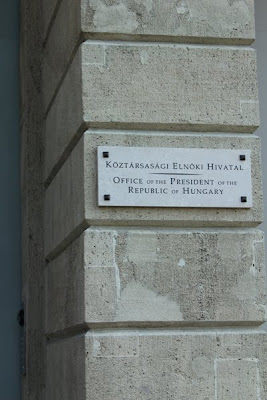 Köztársasági Elnöki Hivatal
Office of the President of the
Republic of Hungary